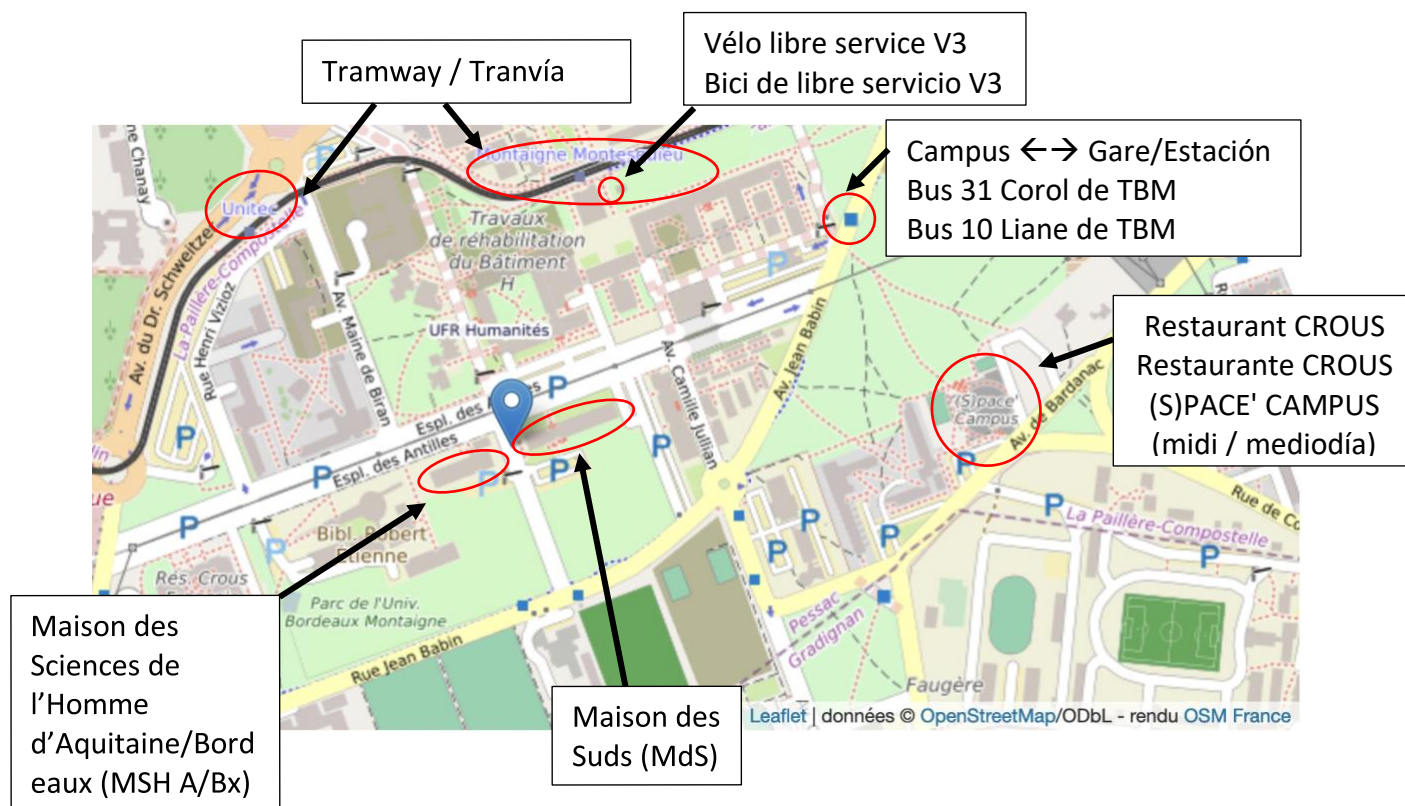 Tramway / Tranvía
Vélo libre service V3
Bici de libre servicio V3
Campus ←→ Gare/Estación
Bus 31 Corol de TBM
Bus 10 Liane de TBM
Restaurant CROUS
Restaurante CROUS
(S)PACE' CAMPUS
(midi / mediodía)
Maison des
Sciences de
l'Homme
d'Aquitaine/Bord
eaux (MSH A/Bx)
Maison des
Suds (MdS)
ne Chanay
Unitec
Montaigne Montesquieu
Travaux
de réhabilitation
du Bâtiment
H
UFR Humanités
Av. du Dr. Schweitzer
La Paillère-Compostelle
Rue Henri Vizioz
Av. Maine de Biran
Espl. des Antilles
Espl. des Antilles
Av. Camille Jullian
Av. Jean Babin
(S)pace'
Campus
Av. de Bardanac
Rue de Co
La Paillère-Compostelle
Bibl. Robert
Etienne
Res. Crous
Parc de l'Univ.
Bordeaux Montaigne
Rue Jean Babin
Pessac
Gradignan
Faugère
P
P
P
P
P
P
P
P
P
P
P
P
P
P
Leaflet | données © OpenStreetMap/ODbL - rendu OSM France